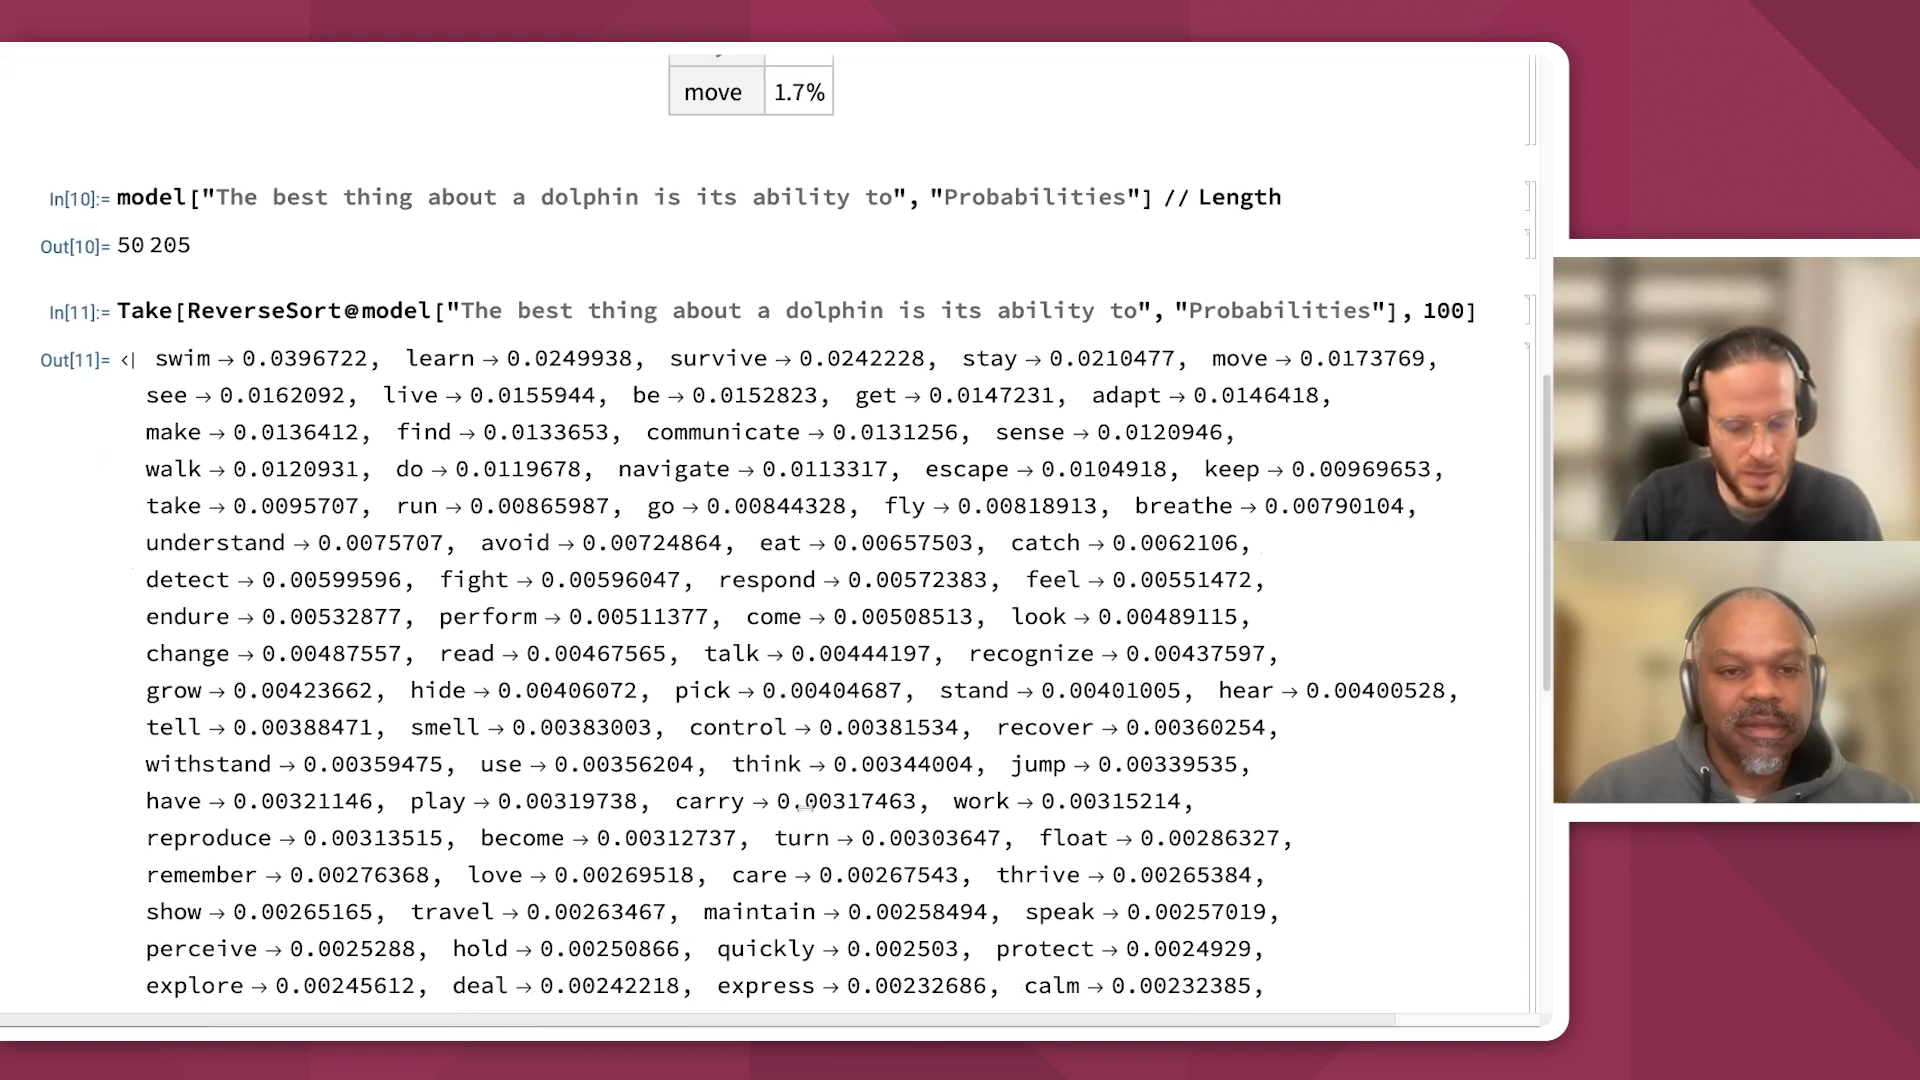 move 1.7%
In[10]:= model["The best thing about a dolphin is its ability to", "Probabilities"] // Length
Out[10]= 50 205
In[11]:= Take[ReverseSort@model["The best thing about a dolphin is its ability to", "Probabilities"], 100]
Out[11]= <| swim → 0.0396722, learn → 0.0249938, survive → 0.0242228, stay → 0.0210477, move → 0.0173769,
see → 0.0162092, live → 0.0155944, be → 0.0152823, get → 0.0147231, adapt → 0.0146418,
make → 0.0136412, find → 0.0133653, communicate → 0.0131256, sense → 0.0120946,
walk → 0.0120931, do → 0.0119678, navigate → 0.0113317, escape → 0.0104918, keep → 0.00969653,
take → 0.0095707, run → 0.00865987, go → 0.00844328, fly → 0.00818913, breathe → 0.00790104,
understand → 0.0075707, avoid → 0.00724864, eat → 0.00657503, catch → 0.0062106,
detect → 0.00599596, fight → 0.00596047, respond → 0.00572383, feel → 0.00551472,
endure → 0.00532877, perform → 0.00511377, come → 0.00508513, look → 0.00489115,
change → 0.00487557, read → 0.00467565, talk → 0.00444197, recognize → 0.00437597,
grow → 0.00423662, hide → 0.00406072, pick → 0.00404687, stand → 0.00401005, hear → 0.00400528,
tell → 0.00388471, smell → 0.00383003, control → 0.00381534, recover → 0.00360254,
withstand → 0.00359475, use → 0.00356204, think → 0.00344004, jump → 0.00339535,
have → 0.00321146, play → 0.00319738, carry → 0.00317463, work → 0.00315214,
reproduce → 0.00313515, become → 0.00312737, turn → 0.00303647, float → 0.00286327,
remember → 0.00276368, love → 0.00269518, care → 0.00267543, thrive → 0.00265384,
show → 0.00265165, travel → 0.00263467, maintain → 0.00258494, speak → 0.00257019,
perceive → 0.0025288, hold → 0.00250866, quickly → 0.002503, protect → 0.0024929,
explore → 0.00245612, deal → 0.00242218, express → 0.00232686, calm → 0.00232385,